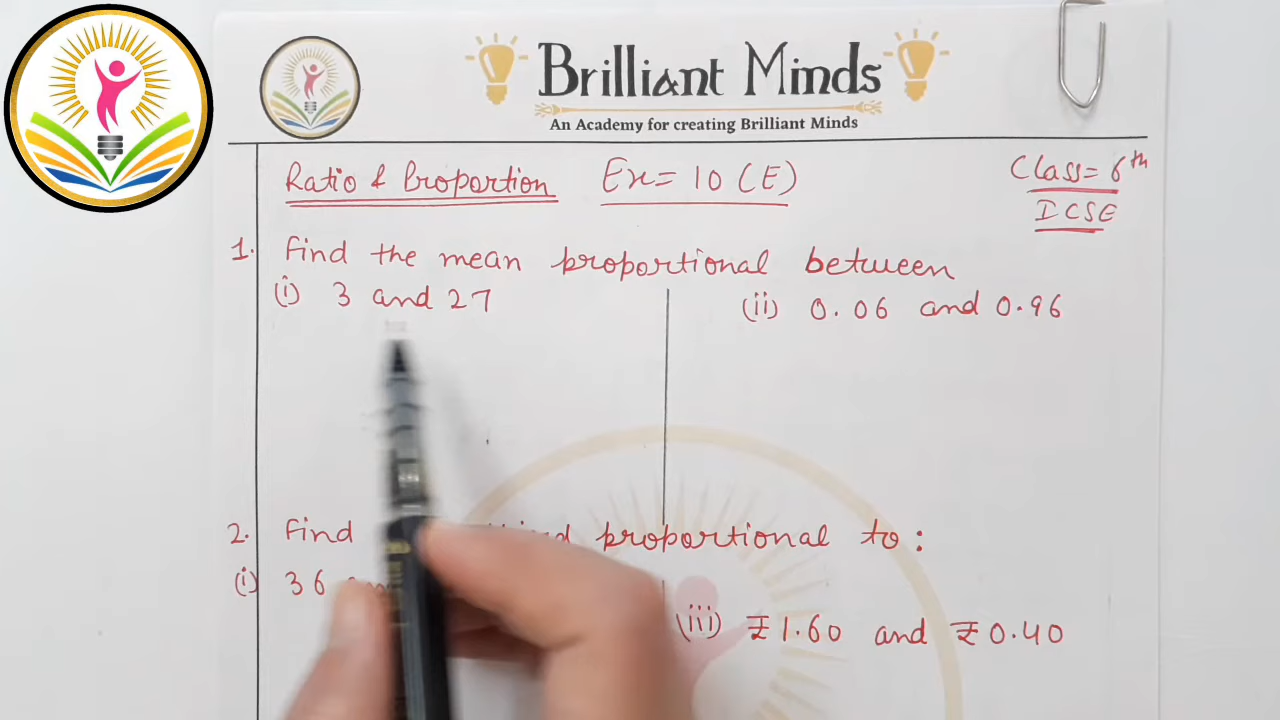 Brilliant Minds
An Academy for creating Brilliant Minds
Ratio & Proportion Ex= 10 (E) Class= 6th
ICSE
1. Find the mean proportional between
(i) 3 and 27 (ii) 0.06 and 0.96
2. Find proportional to:
(i) 36
(iii) ₹1.60 and ₹0.40